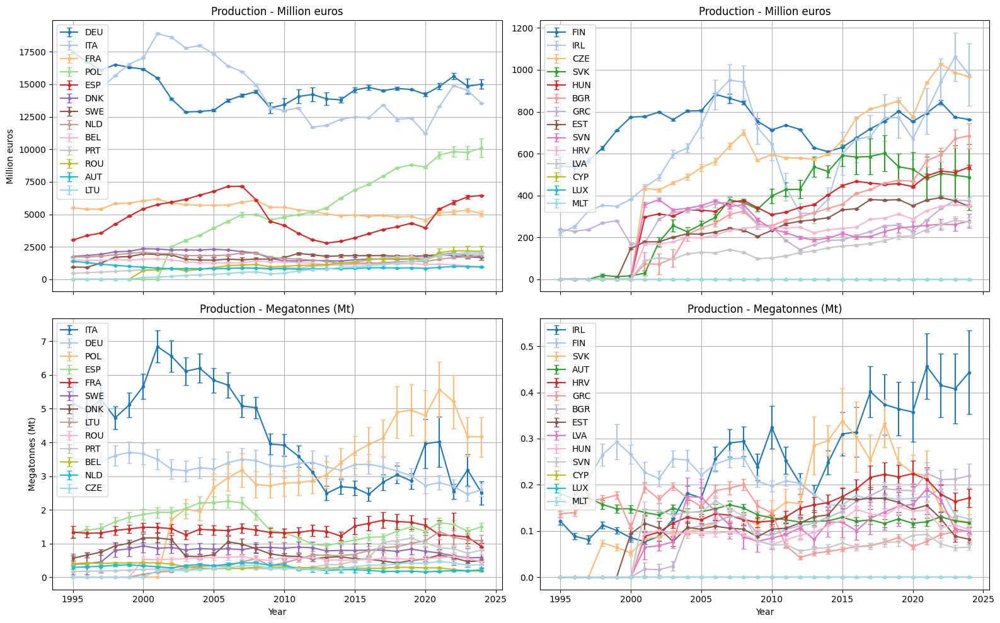 Production - Million euros
Million euros
17500
15000
12500
10000
7500
5000
2500
0
DEU
ITA
FRA
POL
ESP
DNK
SWE
NLD
BEL
PRT
ROU
AUT
LTU
Production - Million euros
1200
1000
800
600
400
200
0
FIN
IRL
CZE
SVK
HUN
BGR
GRC
EST
SVN
HRV
LVA
CYP
LUX
MLT
Production - Megatonnes (Mt)
Megatonnes (Mt)
7
6
5
4
3
2
1
0
ITA
DEU
POL
ESP
FRA
SWE
DNK
LTU
ROU
PRT
BEL
NLD
CZE
1995 2000 2005 2010 2015 2020 2025
Year
Production - Megatonnes (Mt)
0.5
0.4
0.3
0.2
0.1
0.0
IRL
FIN
SVK
AUT
HRV
GRC
BGR
EST
LVA
HUN
SVN
CYP
LUX
MLT
1995 2000 2005 2010 2015 2020 2025
Year